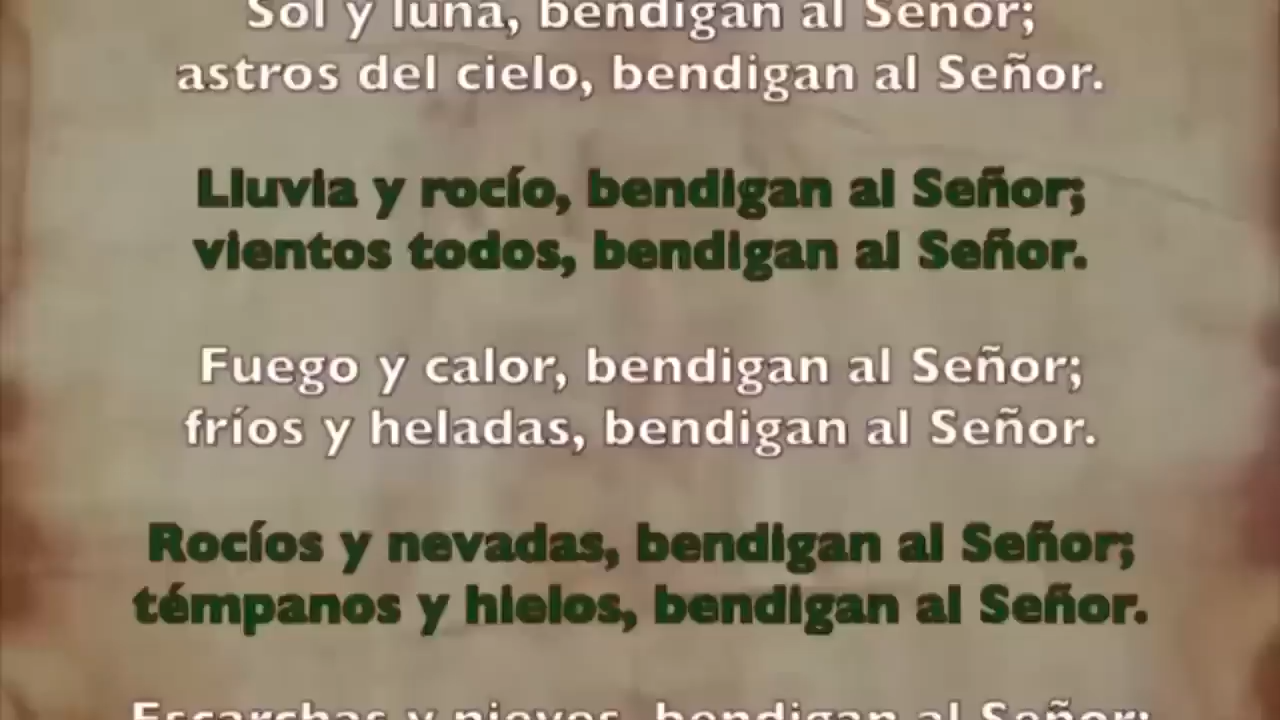 Sol y luna, bendigan al Señor;
astros del cielo, bendigan al Señor.
Lluvia y rocío, bendigan al Señor;
vientos todos, bendigan al Señor.
Fuego y calor, bendigan al Señor;
fríos y heladas, bendigan al Señor.
Rocíos y nevadas, bendigan al Señor;
témpanos y hielos, bendigan al Señor.
Escarchas y nieves, bendigan al Señor;